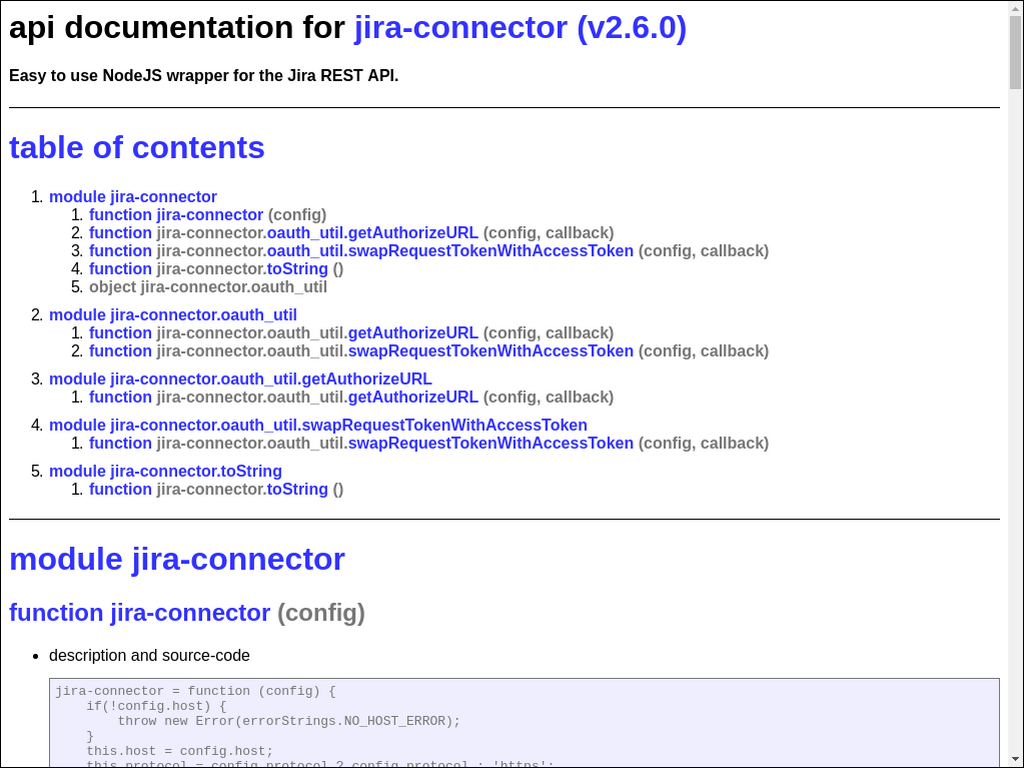 api documentation for jira-connector (v2.6.0)
Easy to use NodeJS wrapper for the Jira REST API.
table of contents
1. module jira-connector
1. function jira-connector (config)
2. function jira-connector.oauth_util.getAuthorizeURL (config, callback)
3. function jira-connector.oauth_util.swapRequestTokenWithAccessToken (config, callback)
4. function jira-connector.toString ()
5. object jira-connector.oauth_util
2. module jira-connector.oauth_util
1. function jira-connector.oauth_util.getAuthorizeURL (config, callback)
2. function jira-connector.oauth_util.swapRequestTokenWithAccessToken (config, callback)
3. module jira-connector.oauth_util.getAuthorizeURL
1. function jira-connector.oauth_util.getAuthorizeURL (config, callback)
4. module jira-connector.oauth_util.swapRequestTokenWithAccessToken
1. function jira-connector.oauth_util.swapRequestTokenWithAccessToken (config, callback)
5. module jira-connector.toString
1. function jira-connector.toString ()
module jira-connector
function jira-connector (config)
• description and source-code
jira-connector = function (config) {
    if(!config.host) {
        throw new Error(errorStrings.NO_HOST_ERROR);
    }
    this.host = config.host;
    this.protocol = config.protocol ? config.protocol : 'https';